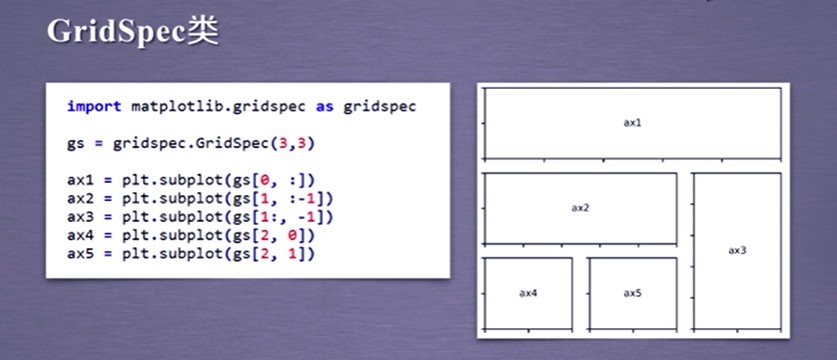 GridSpec类
import matplotlib.gridspec as gridspec
gs = gridspec.GridSpec(3,3)
ax1 = plt.subplot(gs[0, :])
ax2 = plt.subplot(gs[1, :-1])
ax3 = plt.subplot(gs[1:, -1])
ax4 = plt.subplot(gs[2, 0])
ax5 = plt.subplot(gs[2, 1])
ax1
ax2
ax3
ax4
ax5